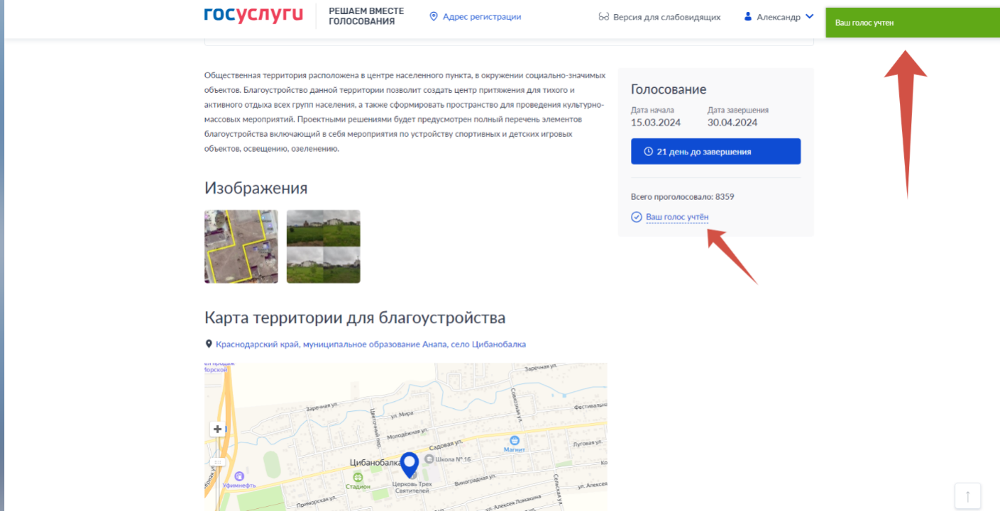 госуслуги
РЕШАЕМ ВМЕСТЕ
ГОЛОСОВАНИЯ
Адрес регистрации
Версия для слабовидящих
Александр
Ваш голос учтен
Общественная территория расположена в центре населенного пункта, в окружении социально-значимых
объектов. Благоустройство данной территории позволит создать центр притяжения для тихого и
активного отдыха всех групп населения, а также сформировать пространство для проведения культурно-
массовых мероприятий. Проектными решениями будет предусмотрен полный перечень элементов
благоустройства включающий в себя мероприятия по устройству спортивных и детских игровых
объектов, освещению, озеленению.
Голосование
Дата начала Дата завершения
15.03.2024 30.04.2024
21 день до завершения
Всего проголосовало: 8359
Ваш голос учтён
Изображения
Карта территории для благоустройства
Краснодарский край, муниципальное образование Анапа, село Цибанобалка
Морской
Заречная ул.
Заречная ул.
Совхозная ул.
Цветочный пер.
ул. Мира
Молодёжная ул.
Садовая ул.
Магнит
Луговая ул.
Цибанобалка
Школа № 16
Уфимнефть
Стадион
Церковь Трех
Святителей
Виноградная ул.
Сельская ул.
Приморская ул.
ул. Алексея Ломакина